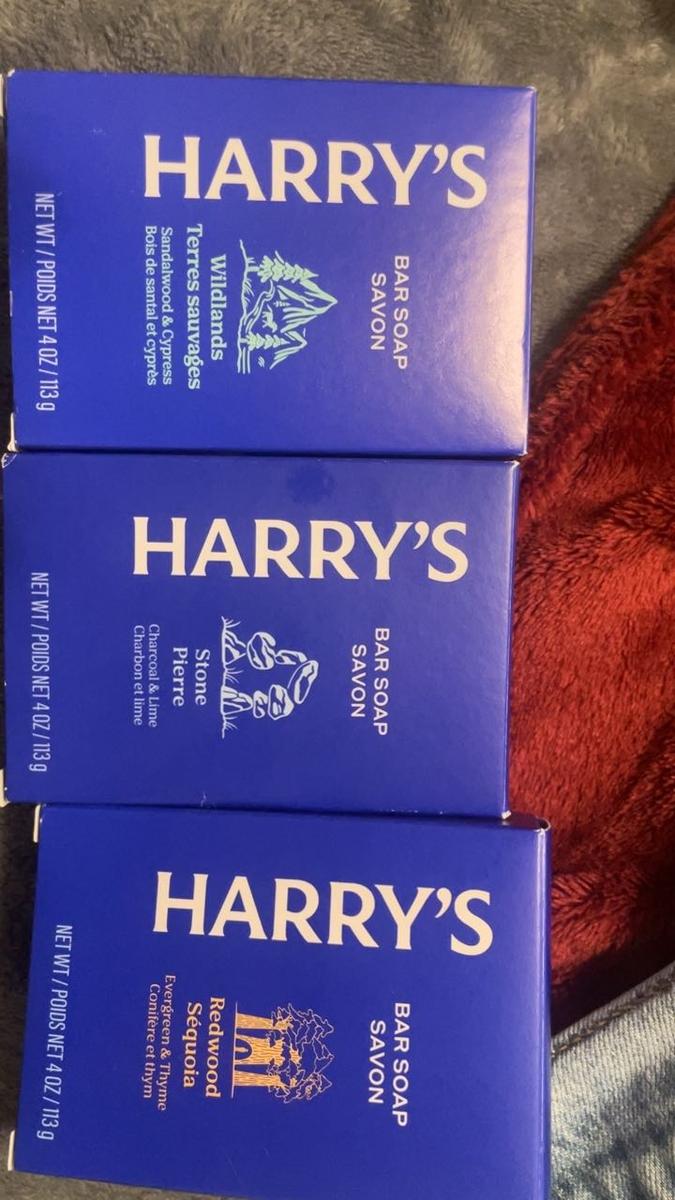 HARRY'S
BAR SOAP
SAVON
Wildlands
Terres sauvages
Sandalwood & Cypress
Bois de santal et cyprès
NET WT / POIDS NET 4 OZ / 113 g
HARRY'S
BAR SOAP
SAVON
Stone
Pierre
Charcoal & Lime
Charbon et lime
NET WT / POIDS NET 4 OZ / 113 g
HARRY'S
BAR SOAP
SAVON
Redwood
Séquoia
Evergreen & Thyme
Conifère et thym
NET WT / POIDS NET 4 OZ / 113 g